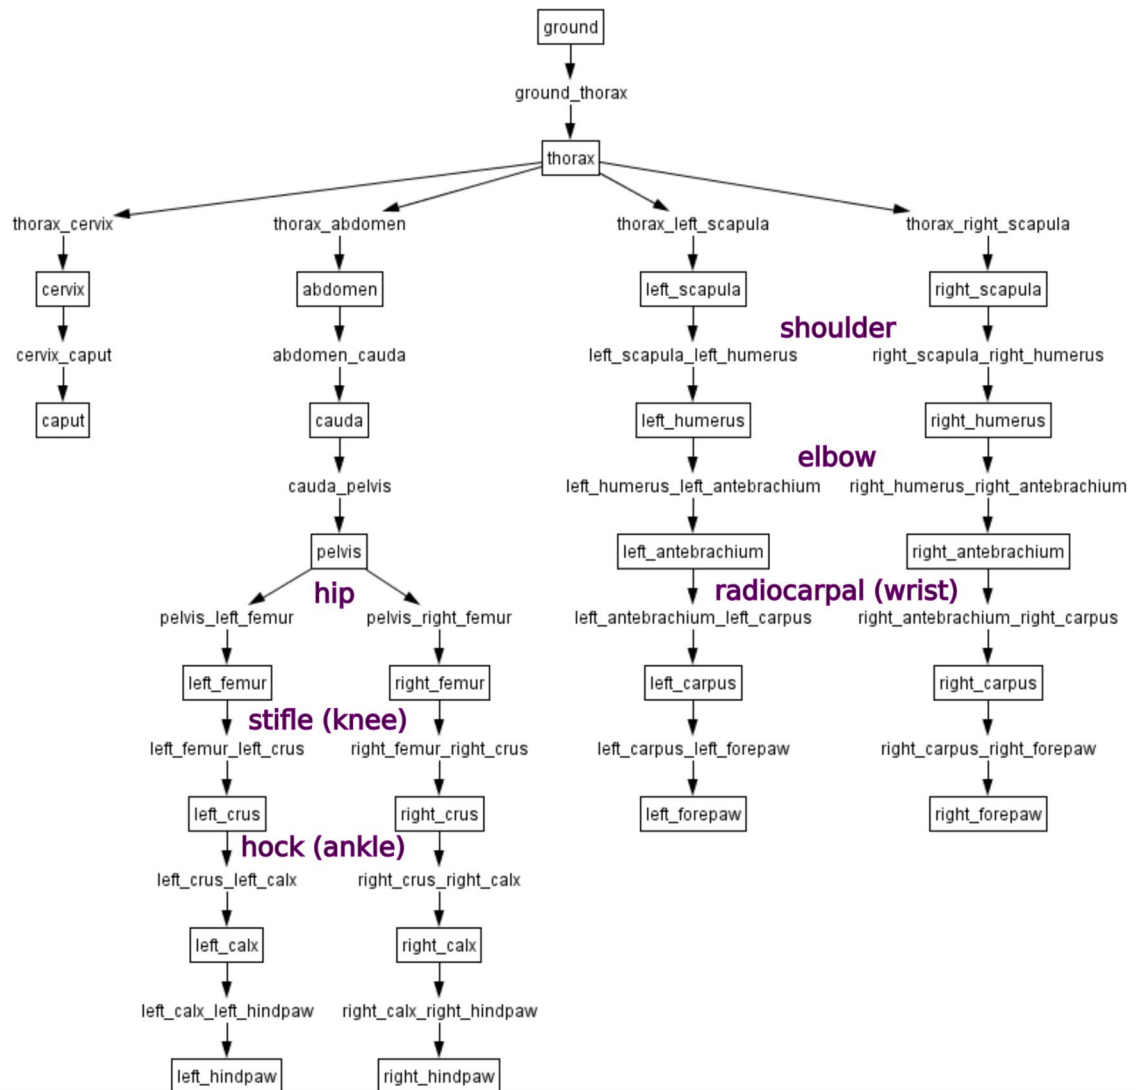 ground
ground_thorax
thorax
thorax_cervix
thorax_abdomen
thorax_left_scapula
thorax_right_scapula
cervix
abdomen
left_scapula
right_scapula
shoulder
cervix_caput
abdomen_cauda
left_scapula_left_humerus
right_scapula_right_humerus
caput
cauda
left_humerus
right_humerus
elbow
cauda_pelvis
left_humerus_left_antebrachium
right_humerus_right_antebrachium
pelvis
left_antebrachium
right_antebrachium
hip
radiocarpal (wrist)
pelvis_left_femur
pelvis_right_femur
left_antebrachium_left_carpus
right_antebrachium_right_carpus
left_femur
right_femur
left_carpus
right_carpus
stifle (knee)
left_femur_left_crus
right_femur_right_crus
left_carpus_left_forepaw
right_carpus_right_forepaw
left_crus
right_crus
left_forepaw
right_forepaw
hock (ankle)
left_crus_left_calx
right_crus_right_calx
left_calx
right_calx
left_calx_left_hindpaw
right_calx_right_hindpaw
left_hindpaw
right_hindpaw